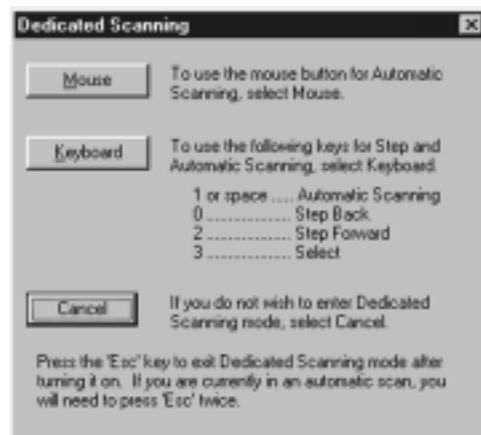 Dedicated Scanning
Mouse
To use the mouse button for Automatic
Scanning, select Mouse.
Keyboard
To use the following keys for Step and
Automatic Scanning, select Keyboard.
1 or space ..... Automatic Scanning
0 ................. Step Back
2 ................. Step Forward
3 ................. Select
Cancel
If you do not wish to enter Dedicated
Scanning mode, select Cancel.
Press the 'Esc' key to exit Dedicated Scanning mode after
turning it on. If you are currently in an automatic scan, you
will need to press 'Esc' twice.